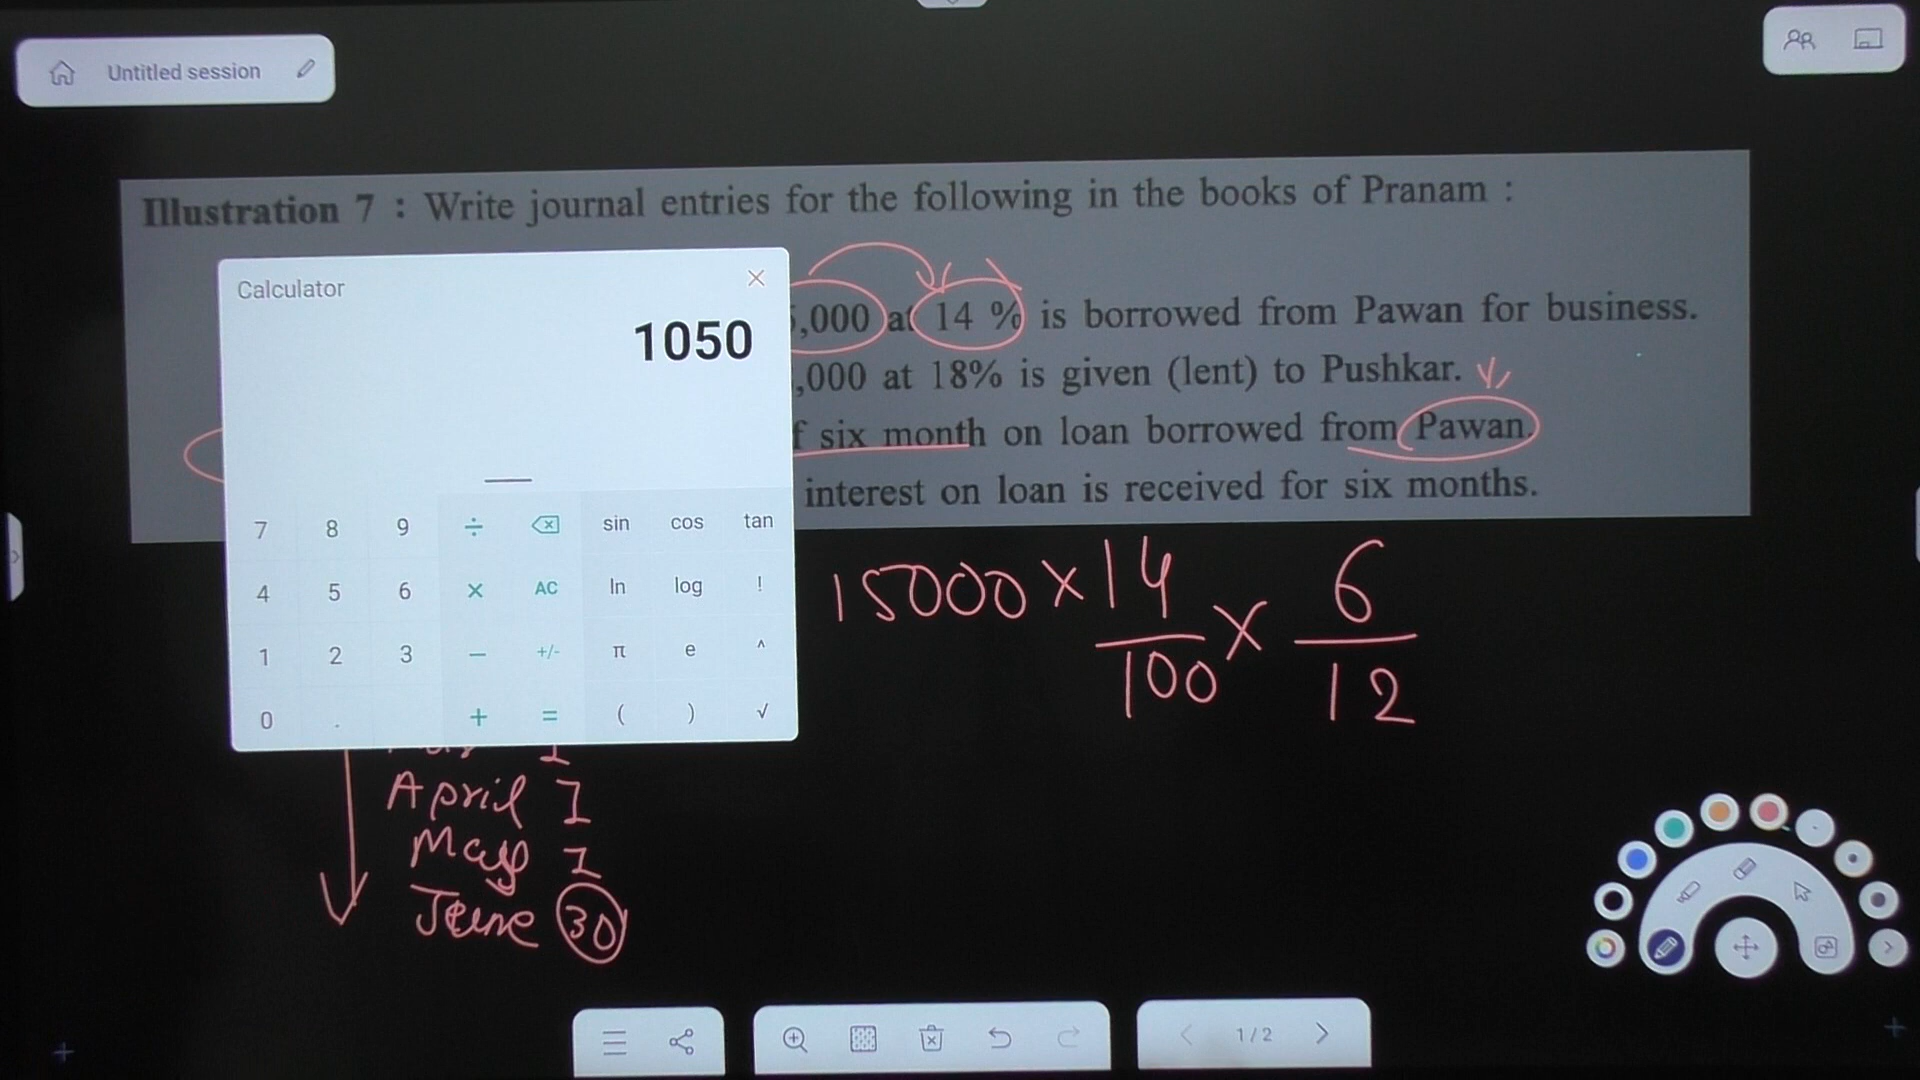 Untitled session
Illustration 7 : Write journal entries for the following in the books of Pranam :
,000 at 14 % is borrowed from Pawan for business.
,000 at 18% is given (lent) to Pushkar.
f six month on loan borrowed from Pawan.
interest on loan is received for six months.
Calculator
1050
7 8 9 ÷ sin cos tan
4 5 6 × AC ln log !
1 2 3 − +/- π e ^
0 . + = ( ) √
15000 × 14/100 × 6/12
April I
May I
June 30
1/2